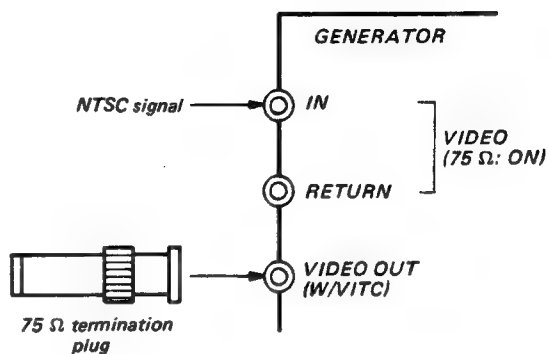 GENERATOR
NTSC signal
IN
VIDEO
(75 Ω: ON)
RETURN
VIDEO OUT
(W/VITC)
75 Ω termination
plug